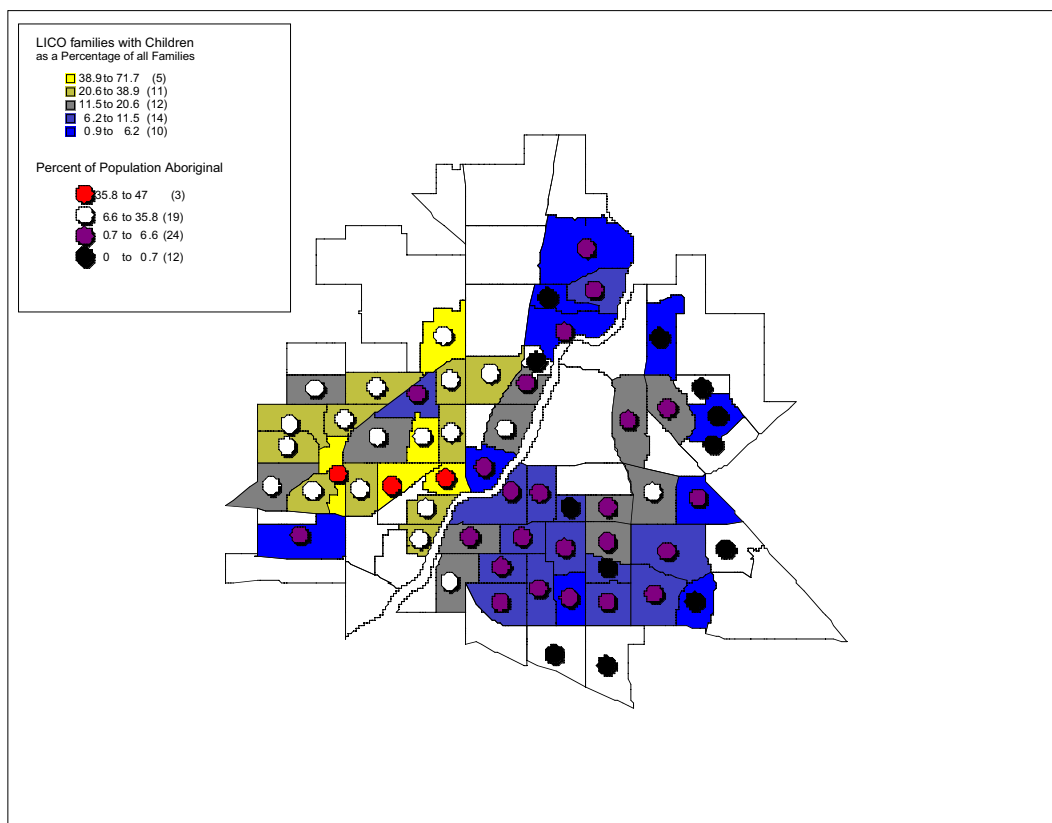 LICO families with Children
as a Percentage of all Families
38.9 to 71.7 (5)
20.6 to 38.9 (11)
11.5 to 20.6 (12)
6.2 to 11.5 (14)
0.9 to 6.2 (10)
Percent of Population Aboriginal
35.8 to 47 (3)
6.6 to 35.8 (19)
0.7 to 6.6 (24)
0 to 0.7 (12)